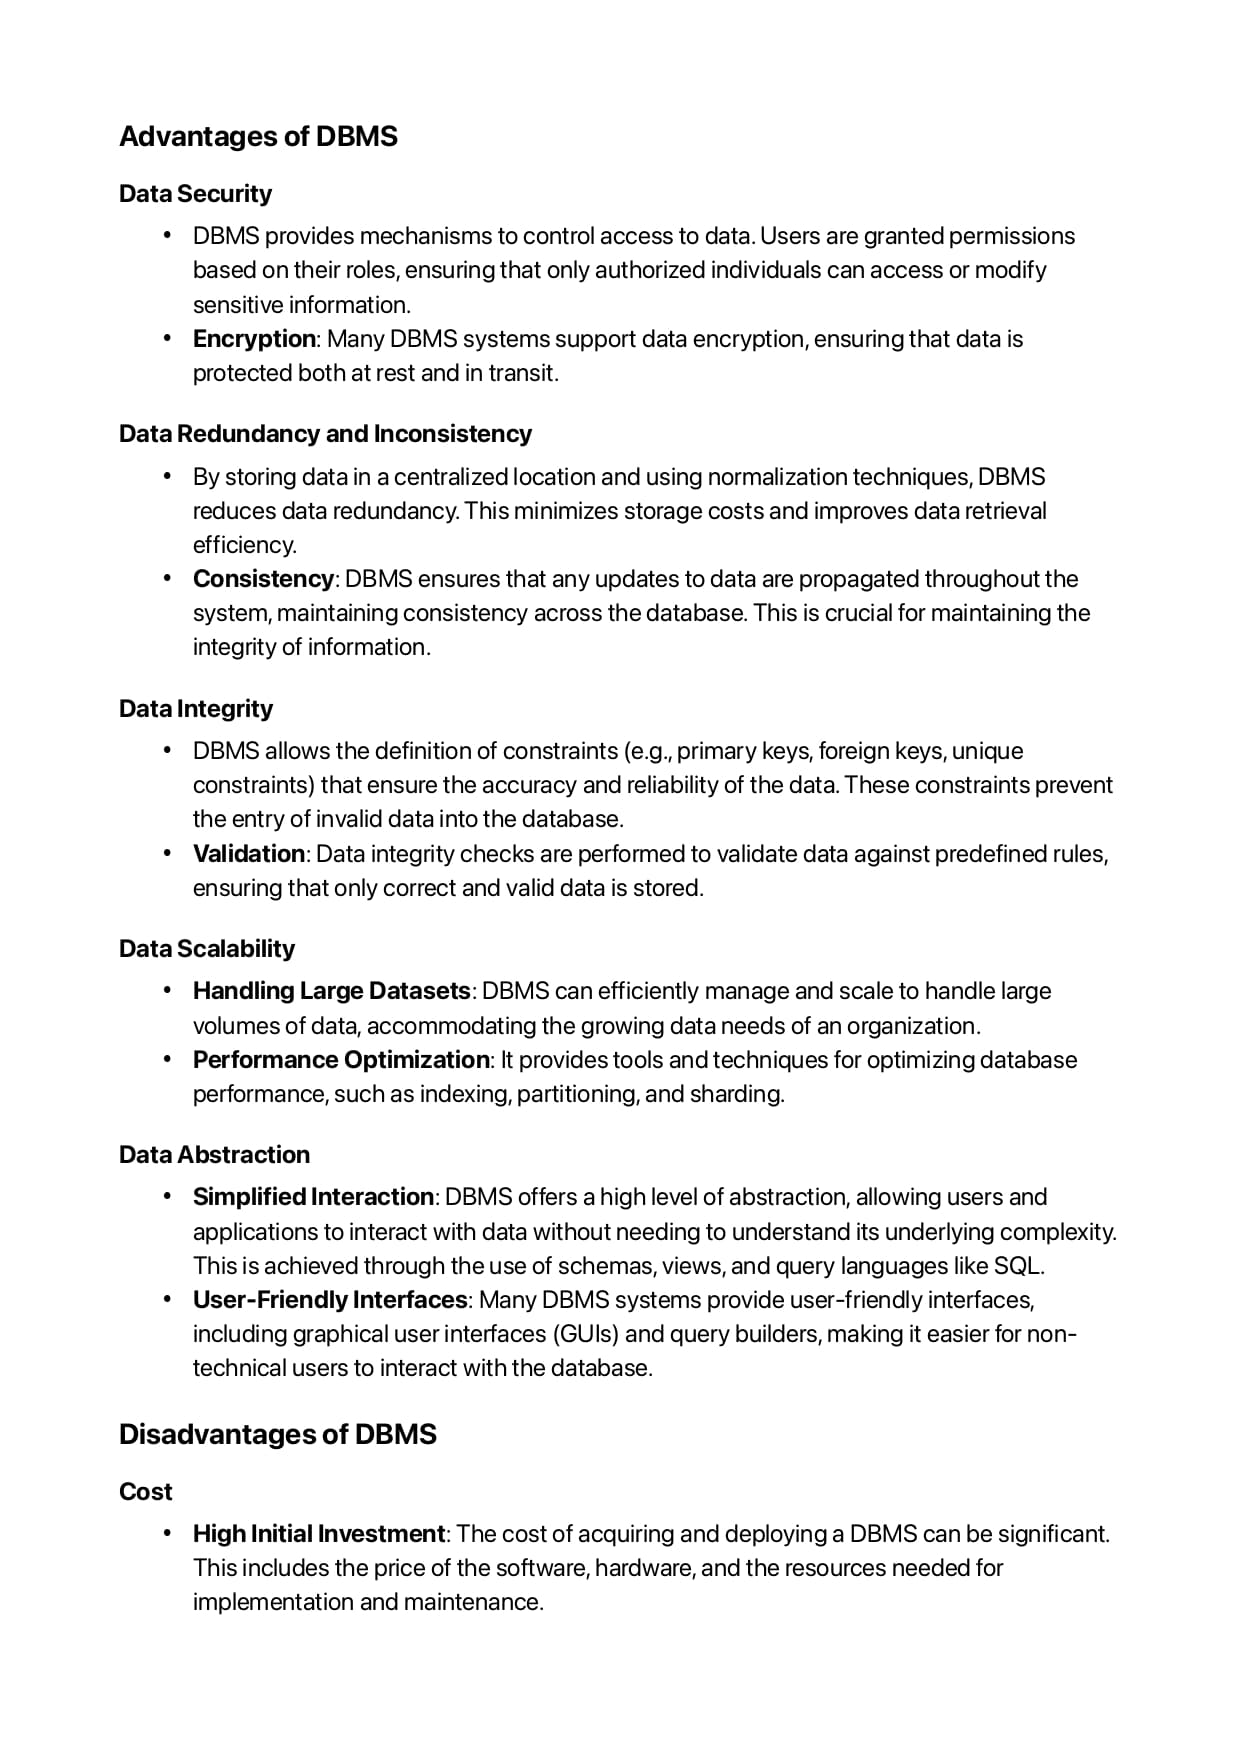 Advantages of DBMS
Data Security
• DBMS provides mechanisms to control access to data. Users are granted permissions
based on their roles, ensuring that only authorized individuals can access or modify
sensitive information.
• Encryption: Many DBMS systems support data encryption, ensuring that data is
protected both at rest and in transit.
Data Redundancy and Inconsistency
• By storing data in a centralized location and using normalization techniques, DBMS
reduces data redundancy. This minimizes storage costs and improves data retrieval
efficiency.
• Consistency: DBMS ensures that any updates to data are propagated throughout the
system, maintaining consistency across the database. This is crucial for maintaining the
integrity of information.
Data Integrity
• DBMS allows the definition of constraints (e.g., primary keys, foreign keys, unique
constraints) that ensure the accuracy and reliability of the data. These constraints prevent
the entry of invalid data into the database.
• Validation: Data integrity checks are performed to validate data against predefined rules,
ensuring that only correct and valid data is stored.
Data Scalability
• Handling Large Datasets: DBMS can efficiently manage and scale to handle large
volumes of data, accommodating the growing data needs of an organization.
• Performance Optimization: It provides tools and techniques for optimizing database
performance, such as indexing, partitioning, and sharding.
Data Abstraction
• Simplified Interaction: DBMS offers a high level of abstraction, allowing users and
applications to interact with data without needing to understand its underlying complexity.
This is achieved through the use of schemas, views, and query languages like SQL.
• User-Friendly Interfaces: Many DBMS systems provide user-friendly interfaces,
including graphical user interfaces (GUIs) and query builders, making it easier for non-
technical users to interact with the database.
Disadvantages of DBMS
Cost
• High Initial Investment: The cost of acquiring and deploying a DBMS can be significant.
This includes the price of the software, hardware, and the resources needed for
implementation and maintenance.